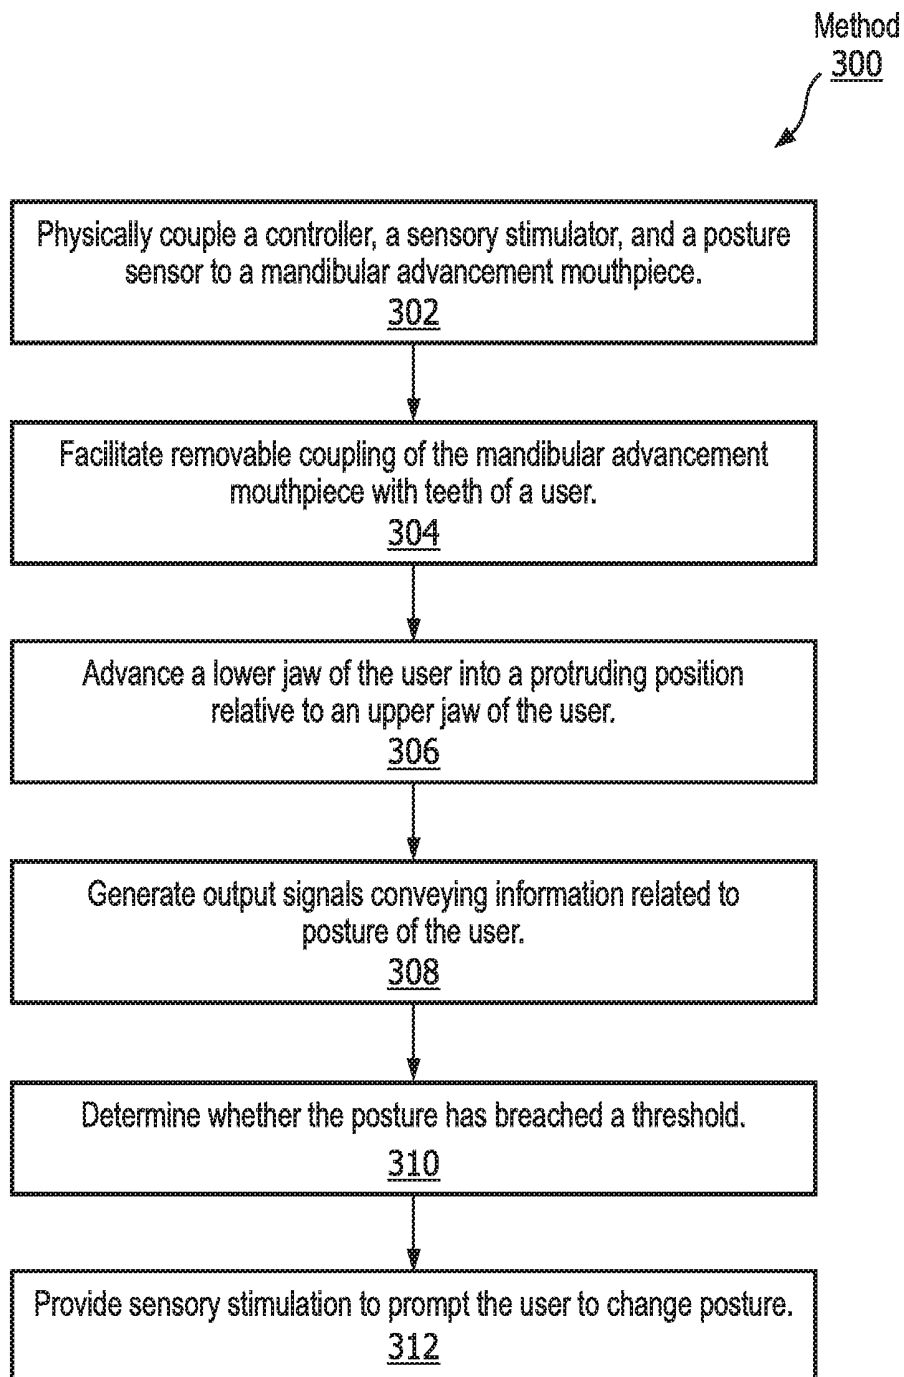 Method
300
Physically couple a controller, a sensory stimulator, and a posture
sensor to a mandibular advancement mouthpiece.
302
Facilitate removable coupling of the mandibular advancement
mouthpiece with teeth of a user.
304
Advance a lower jaw of the user into a protruding position
relative to an upper jaw of the user.
306
Generate output signals conveying information related to
posture of the user.
308
Determine whether the posture has breached a threshold.
310
Provide sensory stimulation to prompt the user to change posture.
312